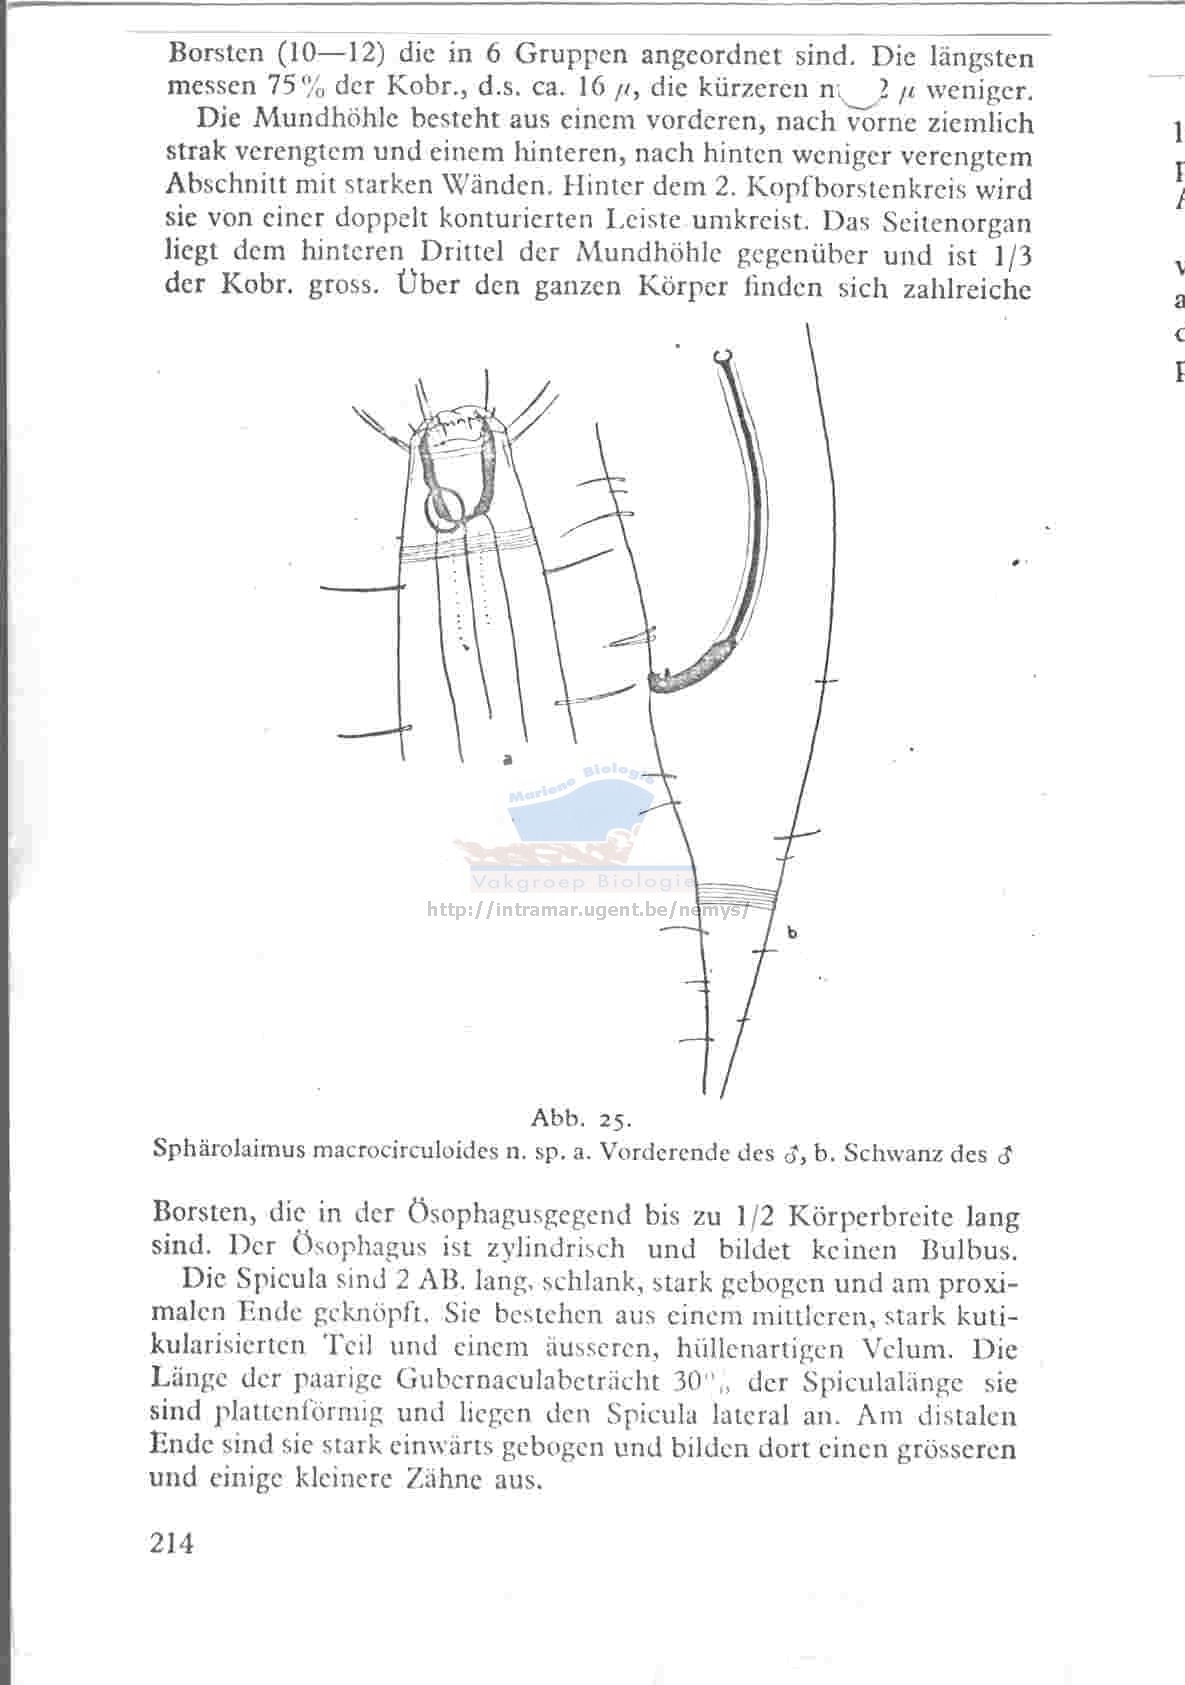 Borsten (10—12) die in 6 Gruppen angeordnet sind. Die längsten
messen 75% der Kobr., d.s. ca. 16 μ, die kürzeren 2 μ weniger.
Die Mundhöhle besteht aus einem vorderen, nach vorne ziemlich
strak verengtem und einem hinteren, nach hinten weniger verengtem
Abschnitt mit starken Wänden. Hinter dem 2. Kopfborstenkreis wird
sie von einer doppelt konturierten Leiste umkreist. Das Seitenorgan
liegt dem hinteren Drittel der Mundhöhle gegenüber und ist 1/3
der Kobr. gross. Über den ganzen Körper finden sich zahlreiche
a
Mariene Biologie
Vakgroep Biologie
http://intramar.ugent.be/nemys/
b
Abb. 25.
Sphärolaimus macrocirculoides n. sp. a. Vorderende des ♂, b. Schwanz des ♂
Borsten, die in der Ösophagusgegend bis zu 1/2 Körperbreite lang
sind. Der Ösophagus ist zylindrisch und bildet keinen Bulbus.
Die Spicula sind 2 AB. lang, schlank, stark gebogen und am proxi-
malen Ende geknöpft. Sie bestehen aus einem mittleren, stark kuti-
kularisierten Teil und einem äusseren, hüllenartigen Velum. Die
Länge der paarige Gubernaculabeträcht 30% der Spiculalänge sie
sind plattenförmig und liegen den Spicula lateral an. Am distalen
Ende sind sie stark einwärts gebogen und bilden dort einen grösseren
und einige kleinere Zähne aus.
214